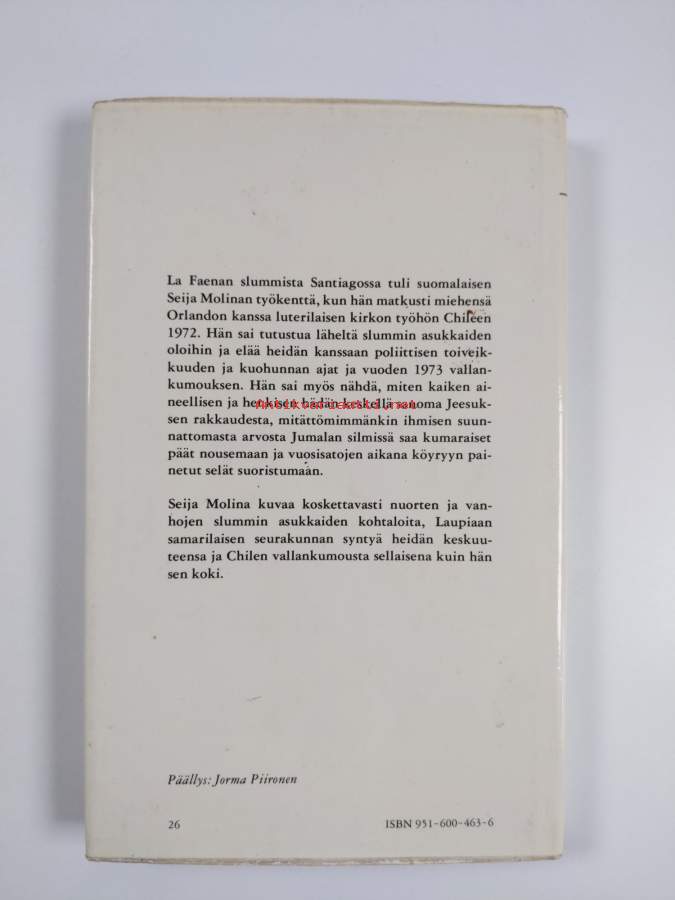 La Faenan slummista Santiagossa tuli suomalaisen
Seija Molinan työkenttä, kun hän matkusti miehensä
Orlandon kanssa luterilaisen kirkon työhön Chileen
1972. Hän sai tutustua läheltä slummin asukkaiden
oloihin ja elää heidän kanssaan poliittisen toiveik-
kuuden ja kuohunnan ajat ja vuoden 1973 vallan-
kumouksen. Hän sai myös nähdä, miten kaiken ai-
neellisen ja henkisen hädän keskellä sanoma Jeesuk-
sen rakkaudesta, mitättömimmänkin ihmisen suun-
nattomasta arvosta Jumalan silmissä saa kumaraiset
päät nousemaan ja vuosisatojen aikana köyryyn pai-
netut selät suoristumaan.
Seija Molina kuvaa koskettavasti nuorten ja van-
hojen slummin asukkaiden kohtaloita, Laupiaan
samarilaisen seurakunnan syntyä heidän keskuu-
teensa ja Chilen vallankumousta sellaisena kuin hän
sen koki.
Päällys: Jorma Piironen
26 ISBN 951-600-463-6